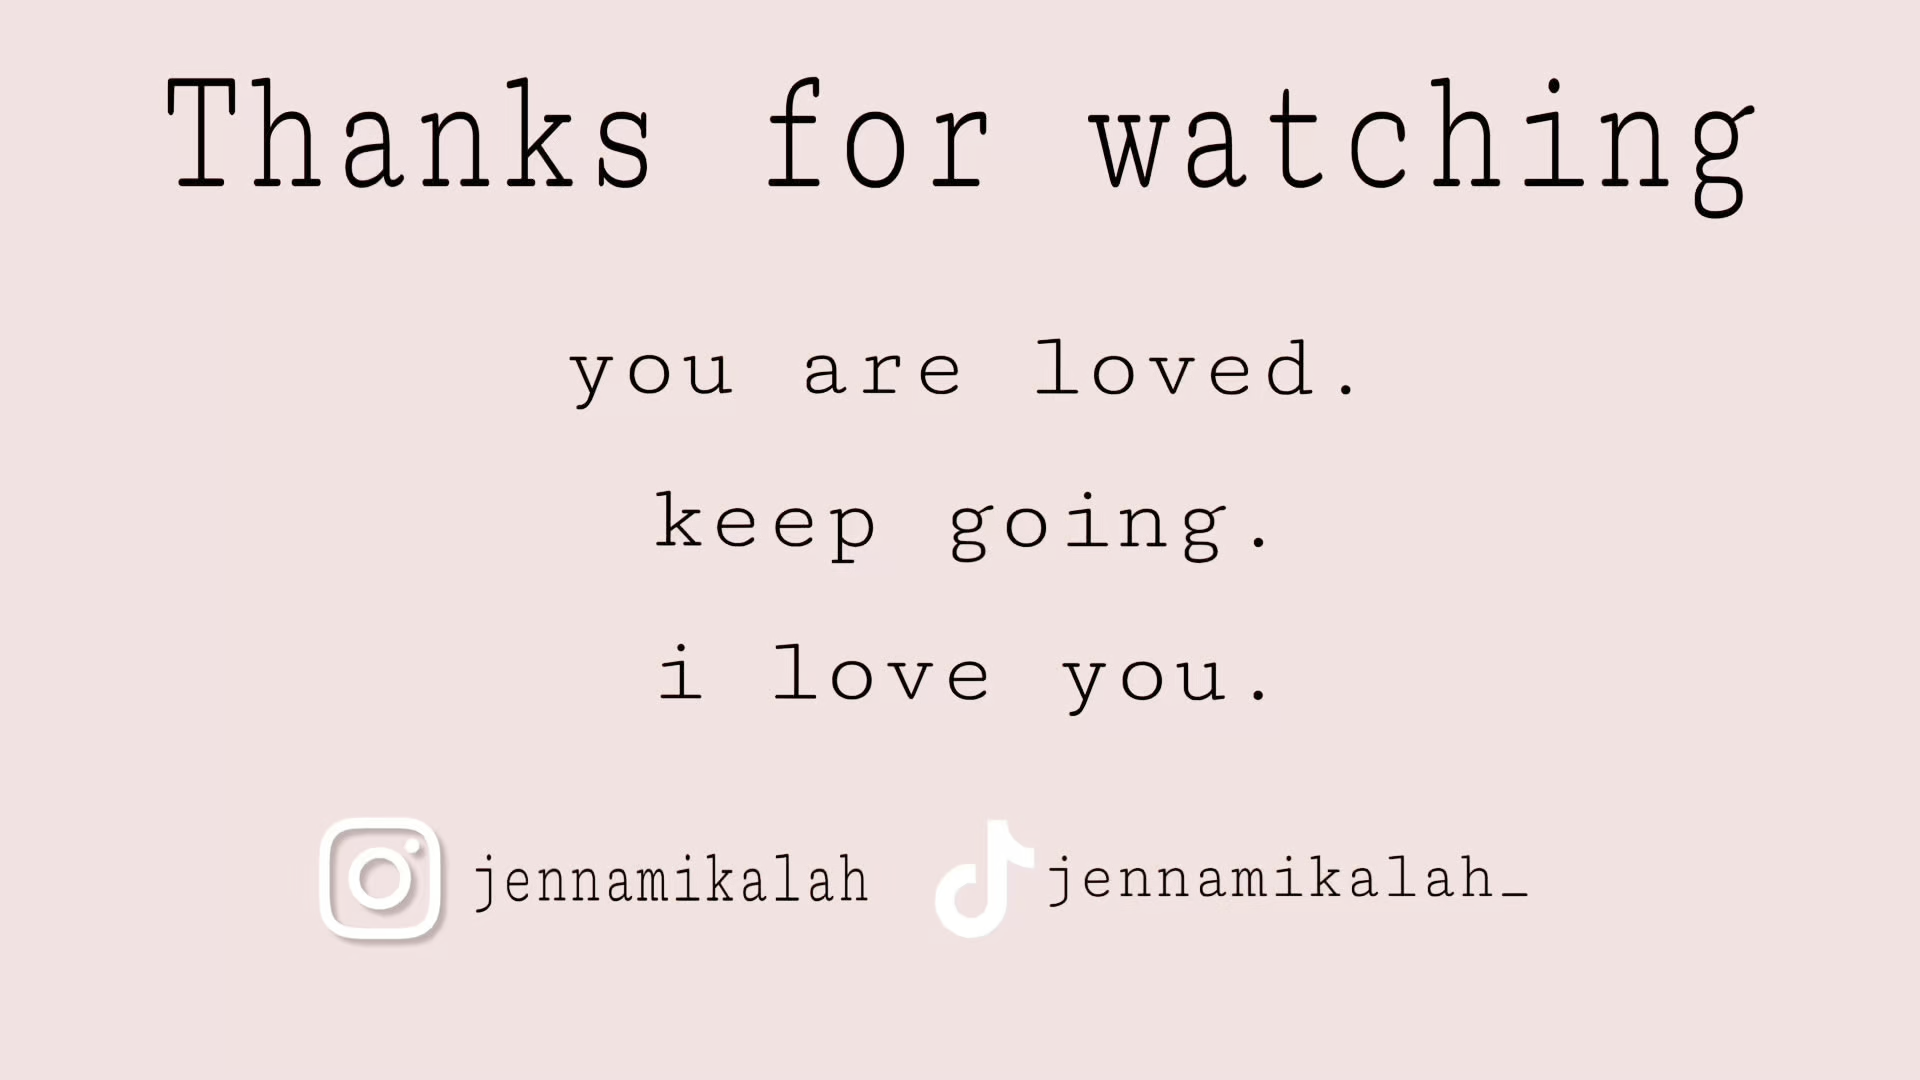 Thanks for watching
you are loved.
keep going.
i love you.
jennamikalah jennamikalah_